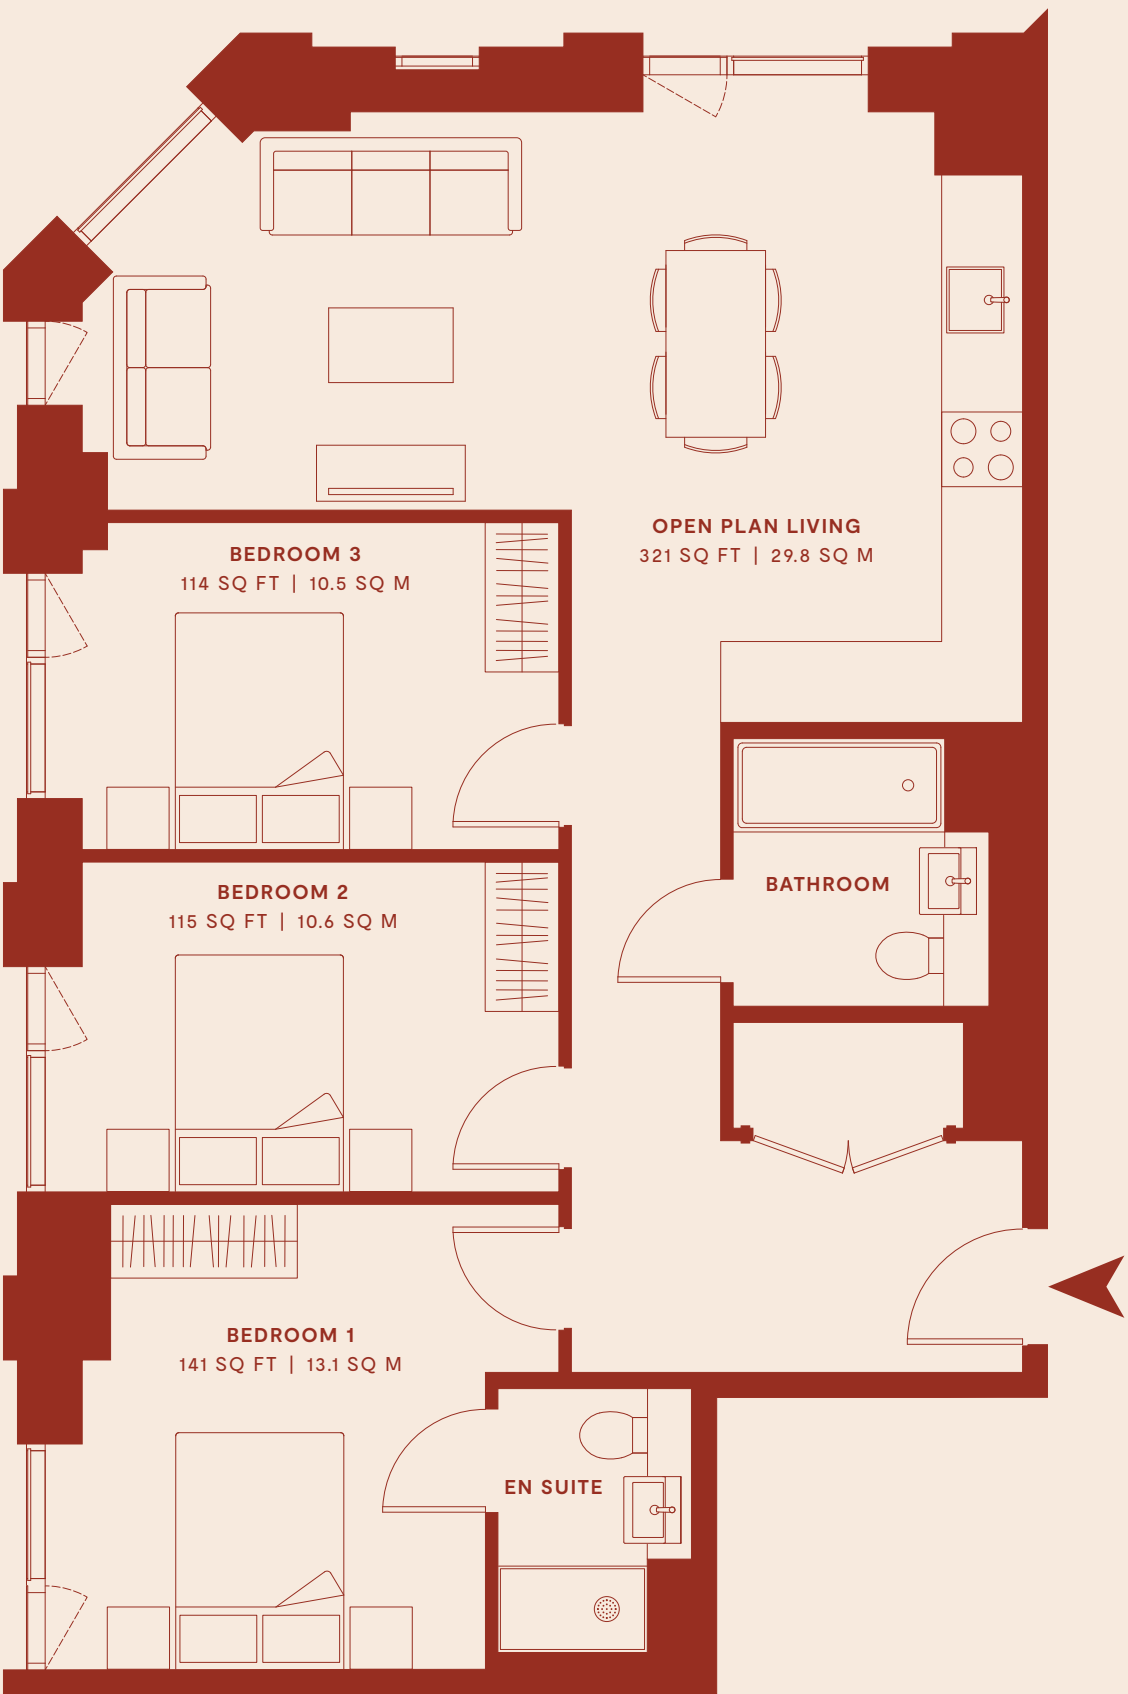 OPEN PLAN LIVING
321 SQ FT | 29.8 SQ M
BEDROOM 3
114 SQ FT | 10.5 SQ M
BATHROOM
BEDROOM 2
115 SQ FT | 10.6 SQ M
BEDROOM 1
141 SQ FT | 13.1 SQ M
EN SUITE